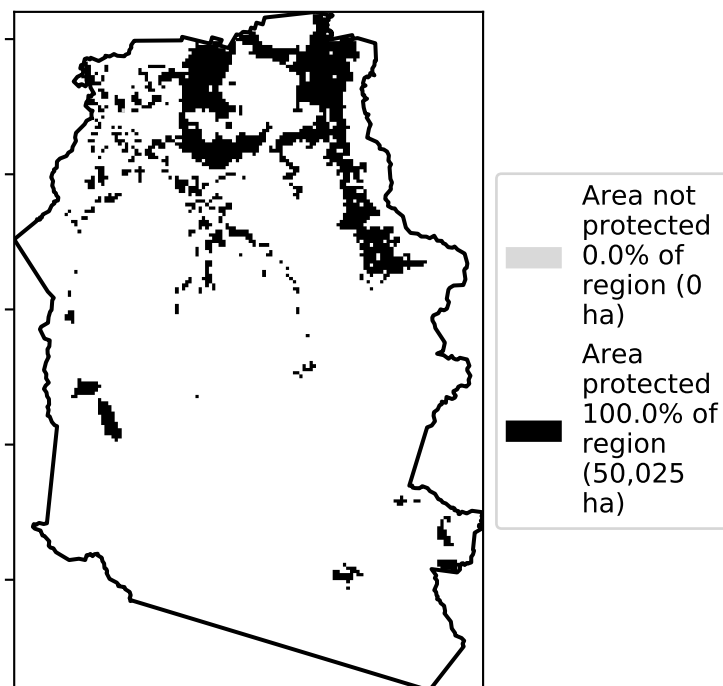 Area not
protected
0.0% of
region (0
ha)
Area
protected
100.0% of
region
(50,025
ha)